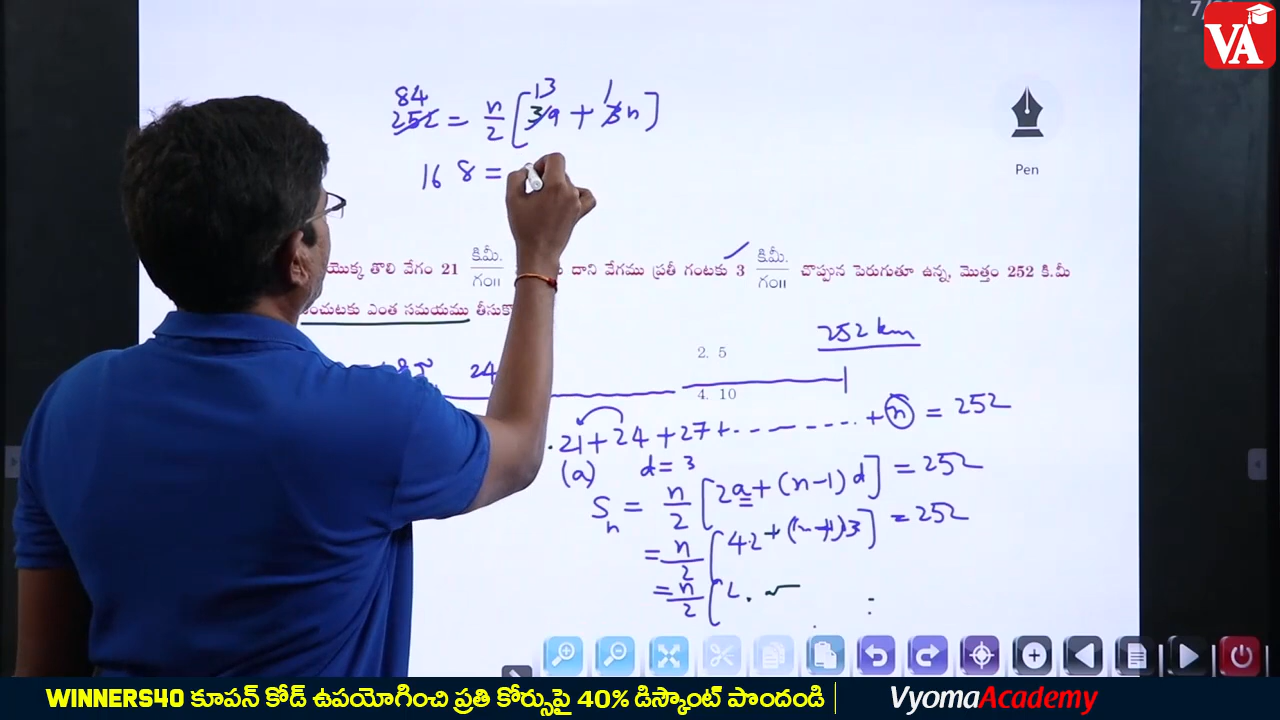 7/
VA
Pen
84 13 1
252 = n/2 [39 + 3n]
16 8 =
యొక్క తొలి వేగం 21 కి.మీ./గం॥ దాని వేగము ప్రతీ గంటకు 3 కి.మీ./గం॥ చొప్పున పెరుగుతూ ఉన్న, మొత్తం 252 కి.మీ
ఎంత సమయము
252 km
2. 5
24
4. 10
21 + 24 + 27 + ------- + n = 252
(a) d = 3
Sn = n/2 [2a + (n-1) d] = 252
= n/2 [42 + (n-1)3] = 252
= n/2 [
WINNERS40 కూపన్ కోడ్ ఉపయోగించి ప్రతి కోర్సుపై 40% డిస్కౌంట్ పొందండి | VyomaAcademy